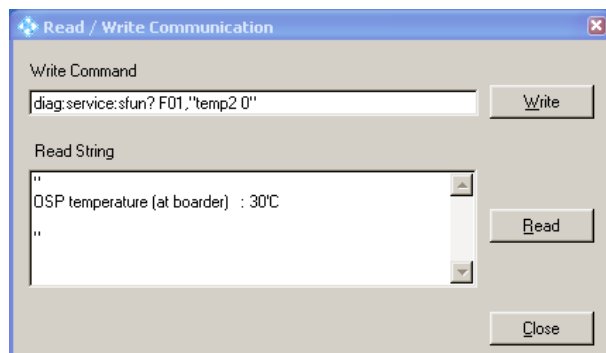 Read / Write Communication
Write Command
diag:service:sfun? F01,"temp2 0"
Write
Read String
"
OSP temperature (at boarder) : 30'C
"
Read
Close